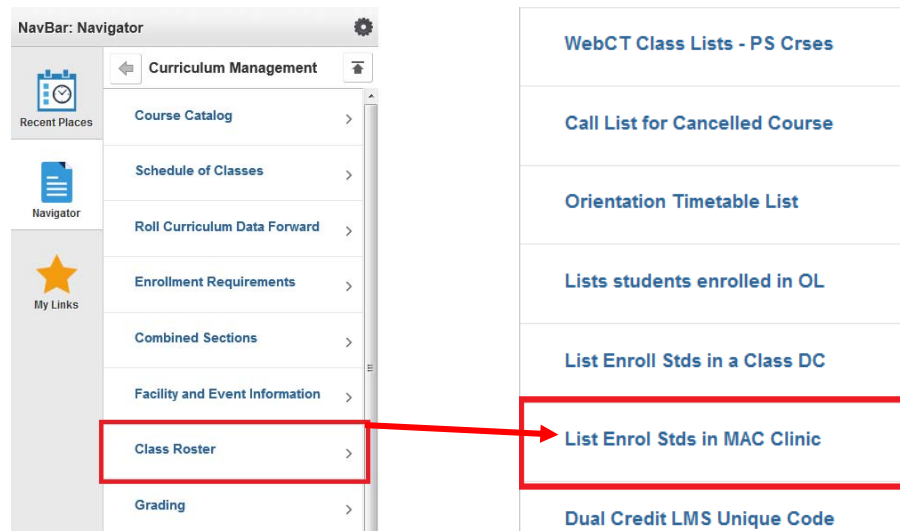 NavBar: Navigator
Recent Places
Navigator
My Links
Curriculum Management
Course Catalog
Schedule of Classes
Roll Curriculum Data Forward
Enrollment Requirements
Combined Sections
Facility and Event Information
Class Roster
Grading
WebCT Class Lists - PS Crses
Call List for Cancelled Course
Orientation Timetable List
Lists students enrolled in OL
List Enroll Stds in a Class DC
List Enrol Stds in MAC Clinic
Dual Credit LMS Unique Code